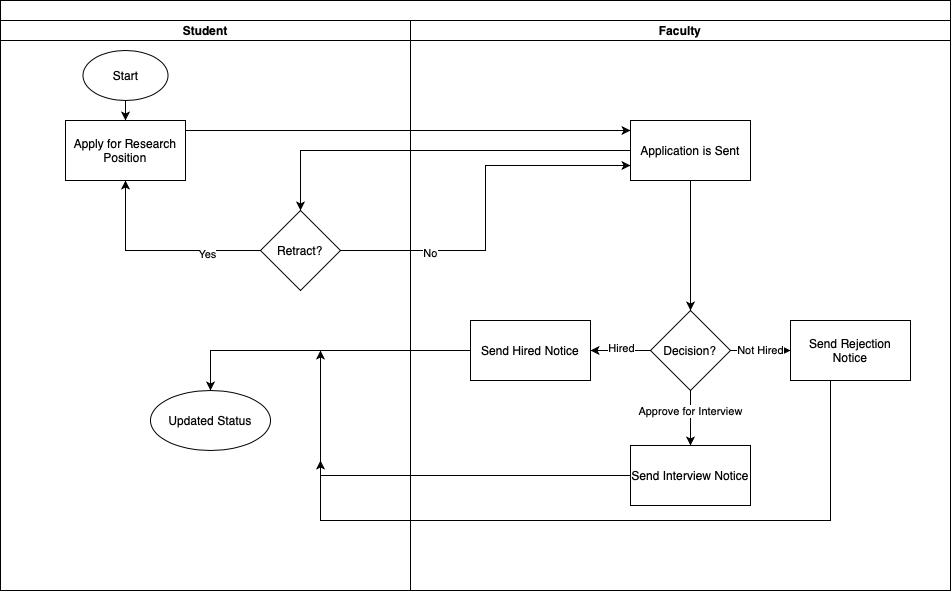 Student
Faculty
Start
Apply for Research
Position
Application is Sent
Retract?
Yes
No
Send Hired Notice
Hired
Decision?
Not Hired
Send Rejection
Notice
Approve for Interview
Updated Status
Send Interview Notice